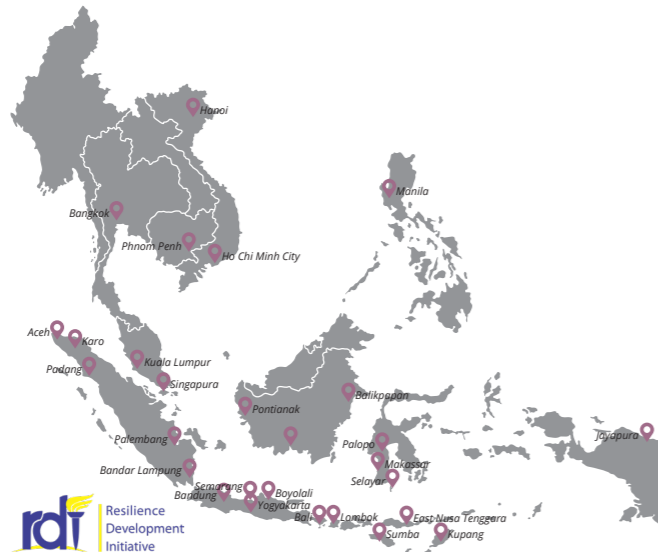 Hanoi
Manila
Bangkok
Phnom Penh
Ho Chi Minh City
Aceh
Karo
Kuala Lumpur
Padang
Singapura
Balikpapan
Pontianak
Palembang
Palopo
Jayapura
Makassar
Bandar Lampung
Selayar
Semarang
Bandung
Boyolali
Yogyakarta
Bali
Lombok
East Nusa Tenggara
Sumba
Kupang
rdi
Resilience
Development
Initiative